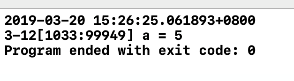 2019-03-20 15:26:25.061893+0800
3-12[1033:99949] a = 5
Program ended with exit code: 0